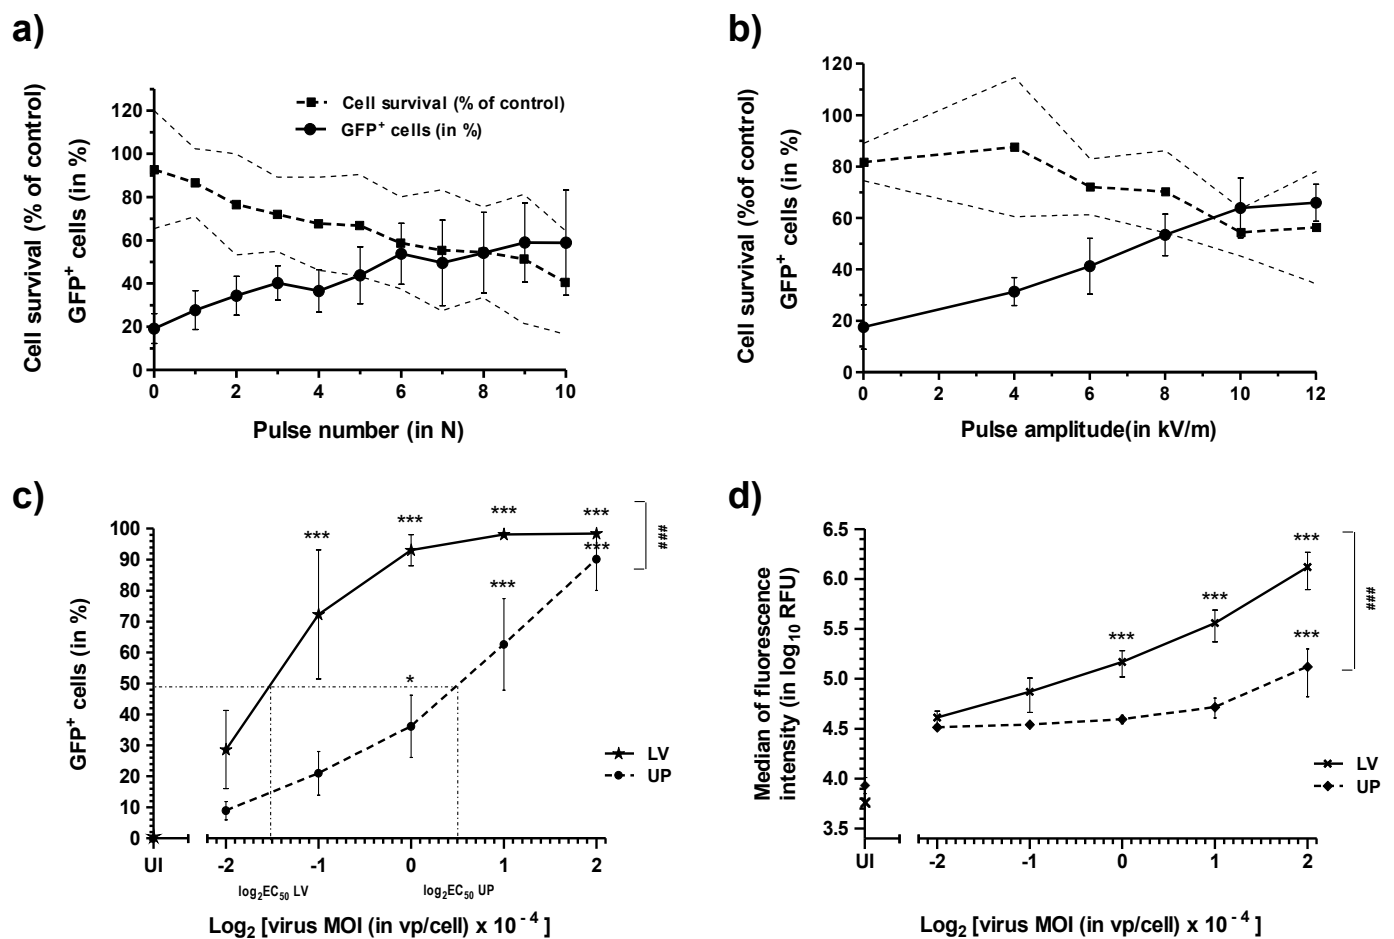 a)
Cell survival (% of control)
GFP+ cells (in %)
120
100
80
60
40
20
0
Cell survival (% of control)
GFP+ cells (in %)
0 2 4 6 8 10
Pulse number (in N)
b)
Cell survival (%of control)
GFP+ cells (in %)
120
100
80
60
40
20
0
0 2 4 6 8 10 12
Pulse amplitude(in kV/m)
c)
GFP+ cells (in %)
100
90
80
70
60
50
40
30
20
10
0
*** *** *** ***
***
***
*
###
LV
UP
UI -2 -1 0 1 2
log2EC50 LV log2EC50 UP
Log2 [virus MOI (in vp/cell) x 10 -4 ]
d)
Median of fluorescence
intensity (in log10 RFU)
6.5
6.0
5.5
5.0
4.5
4.0
3.5
***
***
***
***
###
LV
UP
UI -2 -1 0 1 2
Log2 [virus MOI (in vp/cell) x 10 -4 ]